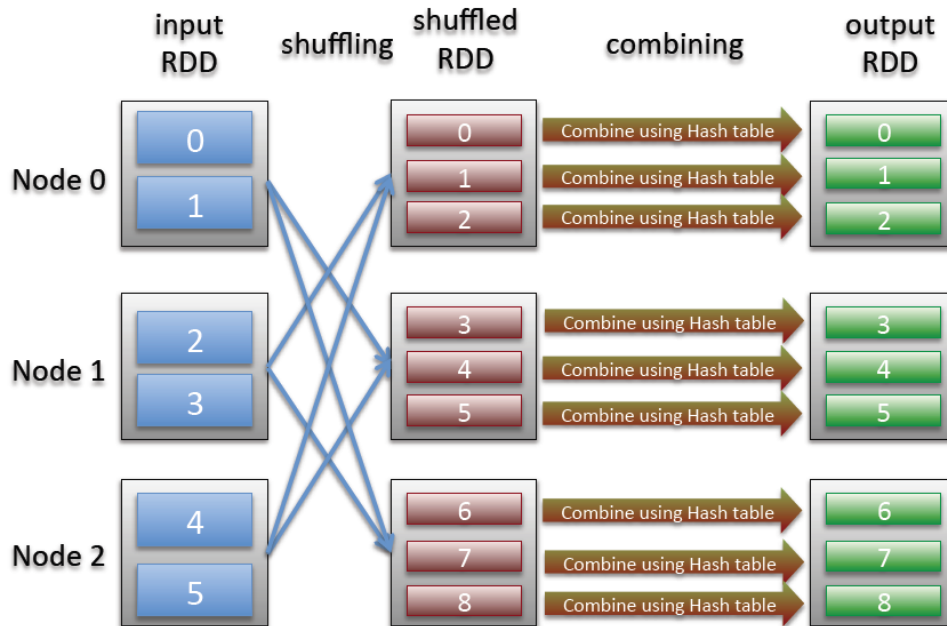 input RDD
shuffling
shuffled RDD
combining
output RDD
Node 0
0
1
0
1
2
Combine using Hash table
Combine using Hash table
Combine using Hash table
0
1
2
Node 1
2
3
3
4
5
Combine using Hash table
Combine using Hash table
Combine using Hash table
3
4
5
Node 2
4
5
6
7
8
Combine using Hash table
Combine using Hash table
Combine using Hash table
6
7
8